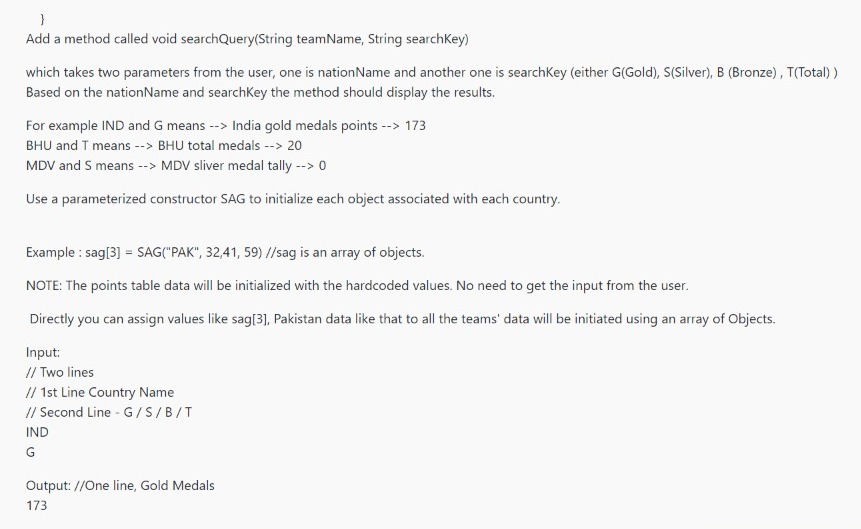 }
Add a method called void searchQuery(String teamName, String searchKey)
which takes two parameters from the user, one is nationName and another one is searchKey (either G(Gold), S(Silver), B (Bronze) , T(Total) )
Based on the nationName and searchKey the method should display the results.
For example IND and G means --> India gold medals points --> 173
BHU and T means --> BHU total medals --> 20
MDV and S means --> MDV sliver medal tally --> 0
Use a parameterized constructor SAG to initialize each object associated with each country.
Example : sag[3] = SAG("PAK", 32,41, 59) //sag is an array of objects.
NOTE: The points table data will be initialized with the hardcoded values. No need to get the input from the user.
Directly you can assign values like sag[3], Pakistan data like that to all the teams' data will be initiated using an array of Objects.
Input:
// Two lines
// 1st Line Country Name
// Second Line - G / S / B / T
IND
G
Output: //One line, Gold Medals
173